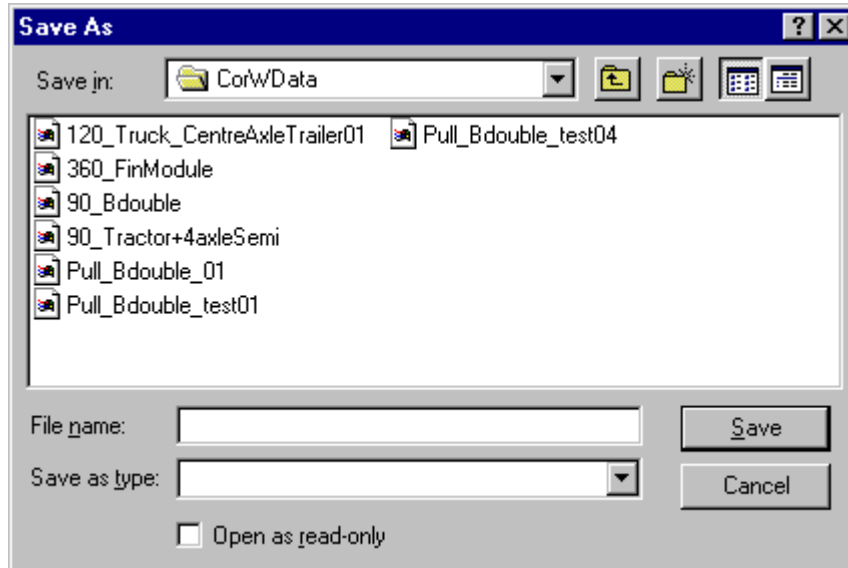 Save As
Save in: CorWData
120_Truck_CentreAxleTrailer01
360_FinModule
90_Bdouble
90_Tractor+4axleSemi
Pull_Bdouble_01
Pull_Bdouble_test01
Pull_Bdouble_test04
File name:
Save
Save as type:
Cancel
Open as read-only